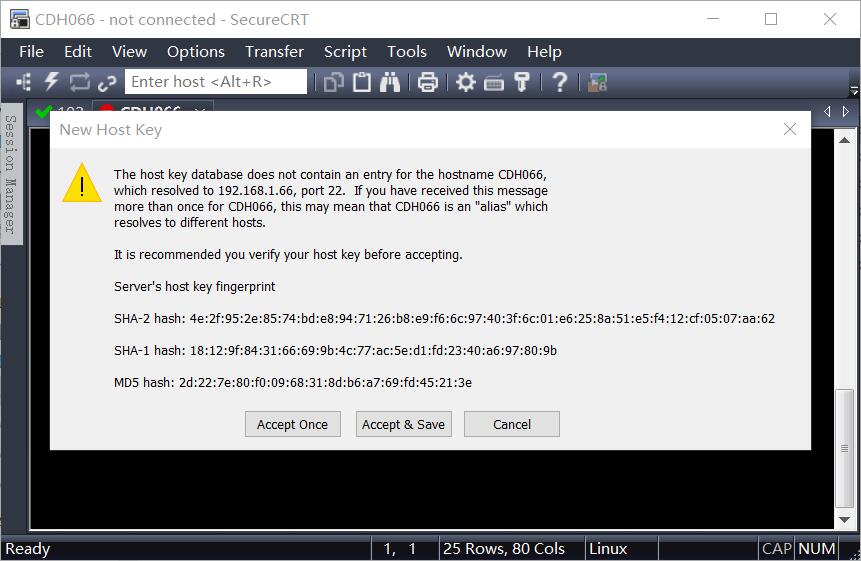 CDH066 - not connected - SecureCRT
File Edit View Options Transfer Script Tools Window Help
Enter host <Alt+R>
CDH066
Session Manager
New Host Key
The host key database does not contain an entry for the hostname CDH066,
which resolved to 192.168.1.66, port 22. If you have received this message
more than once for CDH066, this may mean that CDH066 is an "alias" which
resolves to different hosts.
It is recommended you verify your host key before accepting.
Server's host key fingerprint
SHA-2 hash: 4e:2f:95:2e:85:74:bd:e8:94:71:26:b8:e9:f6:6c:97:40:3f:6c:01:e6:25:8a:51:e5:f4:12:cf:05:07:aa:62
SHA-1 hash: 18:12:9f:84:31:66:69:9b:4c:77:ac:5e:d1:fd:23:40:a6:97:80:9b
MD5 hash: 2d:22:7e:80:f0:09:68:31:8d:b6:a7:69:fd:45:21:3e
Accept Once Accept & Save Cancel
Ready 1, 1 25 Rows, 80 Cols Linux CAP NUM